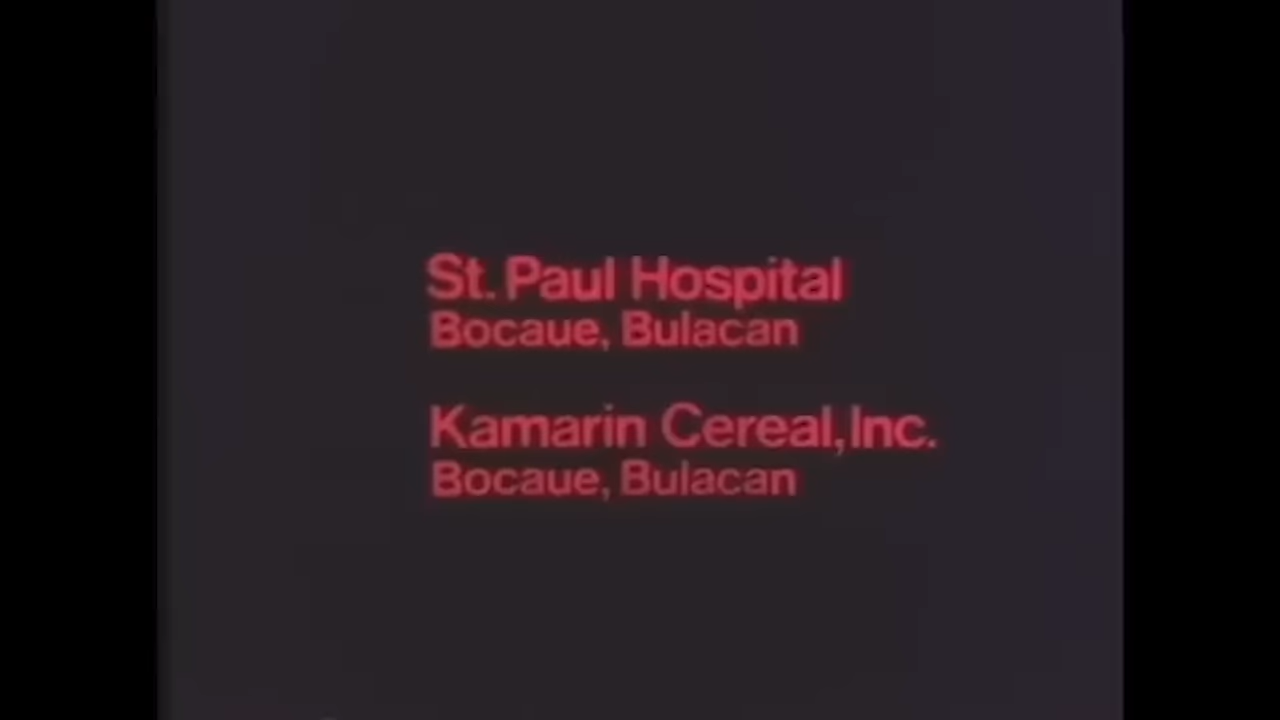 St. Paul Hospital
Bocaue, Bulacan
Kamarin Cereal, Inc.
Bocaue, Bulacan